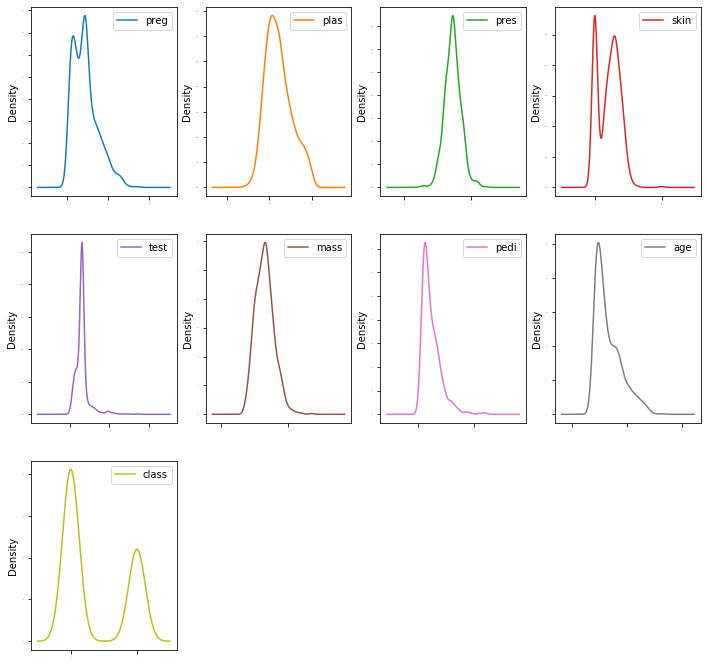 preg
Density
plas
Density
pres
Density
skin
Density
test
Density
mass
Density
pedi
Density
age
Density
class
Density